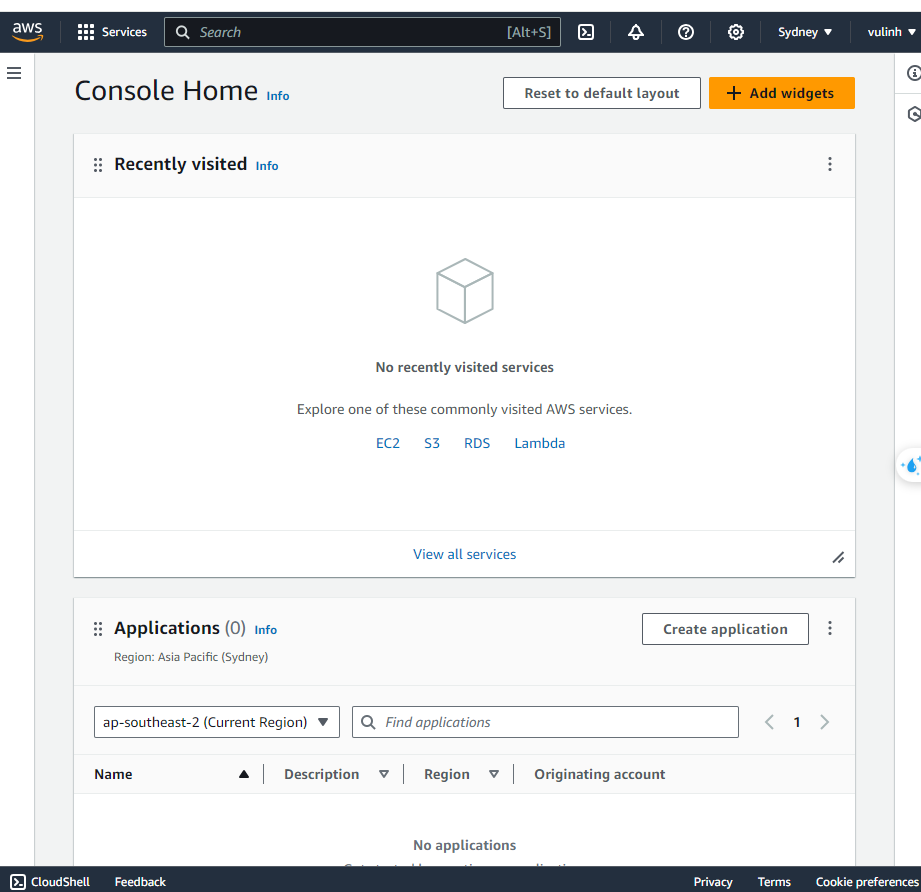 aws Services Search [Alt+S] Sydney vulinh
Console Home Info Reset to default layout Add widgets
Recently visited Info
No recently visited services
Explore one of these commonly visited AWS services.
EC2 S3 RDS Lambda
View all services
Applications (0) Info Create application
Region: Asia Pacific (Sydney)
ap-southeast-2 (Current Region) Find applications 1
Name Description Region Originating account
No applications
CloudShell Feedback Privacy Terms Cookie preferences